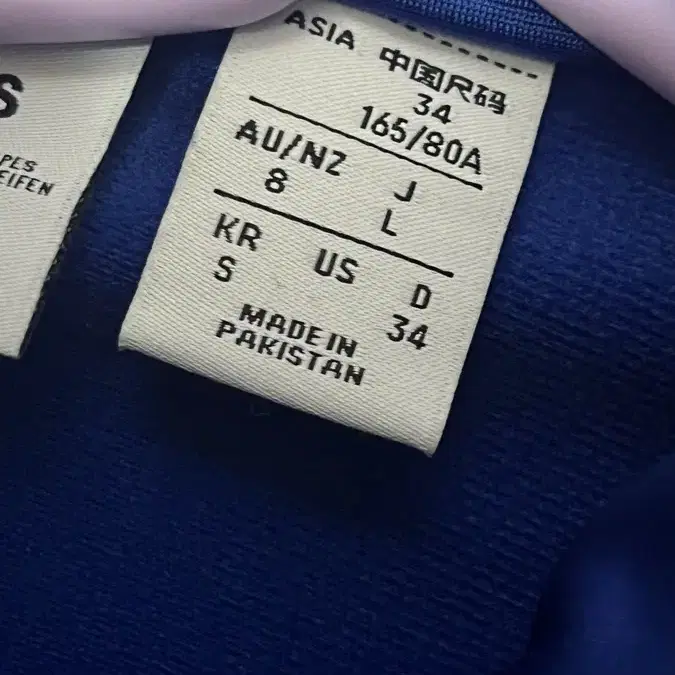 S
PES
EIFEN
ASIA 中国尺码
34
165/80A
AU/NZ J
8 L
KR US D
S 34
MADE IN
PAKISTAN